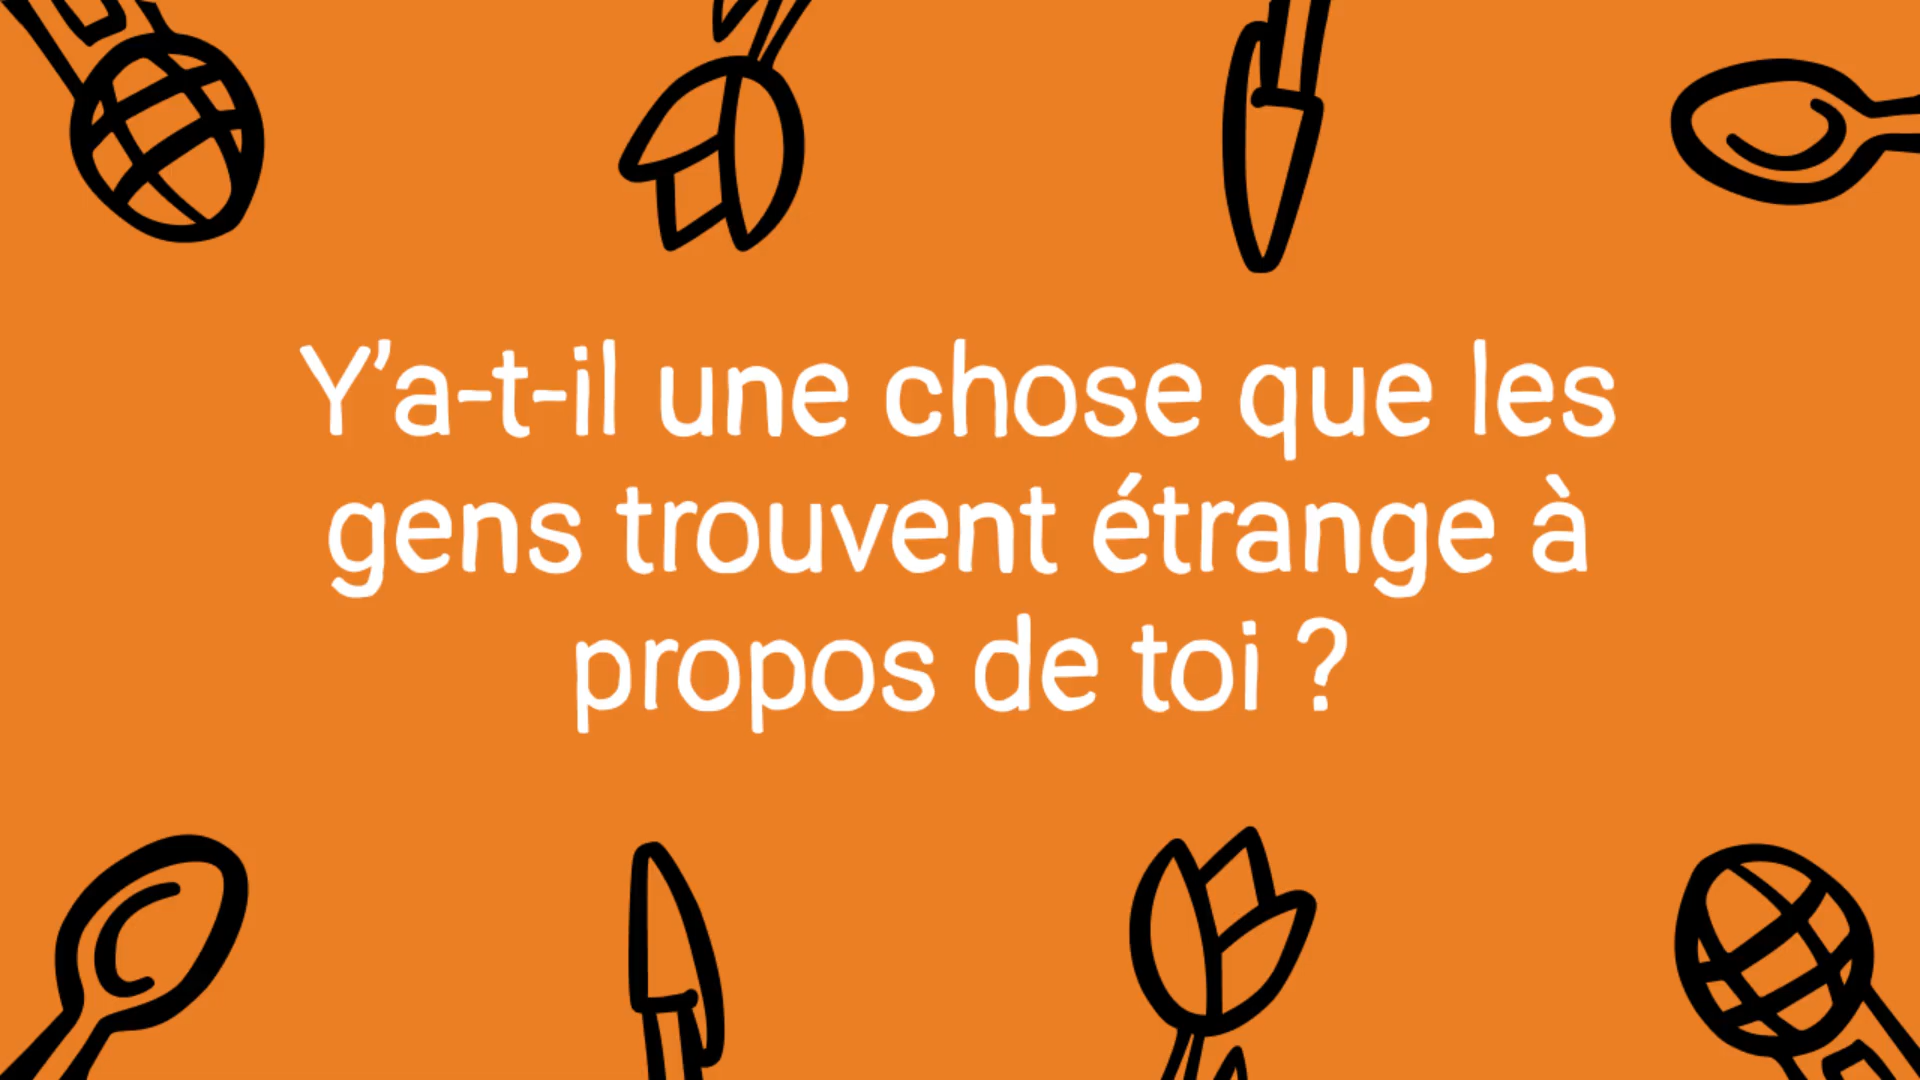 Y’a-t-il une chose que les
gens trouvent étrange à
propos de toi ?